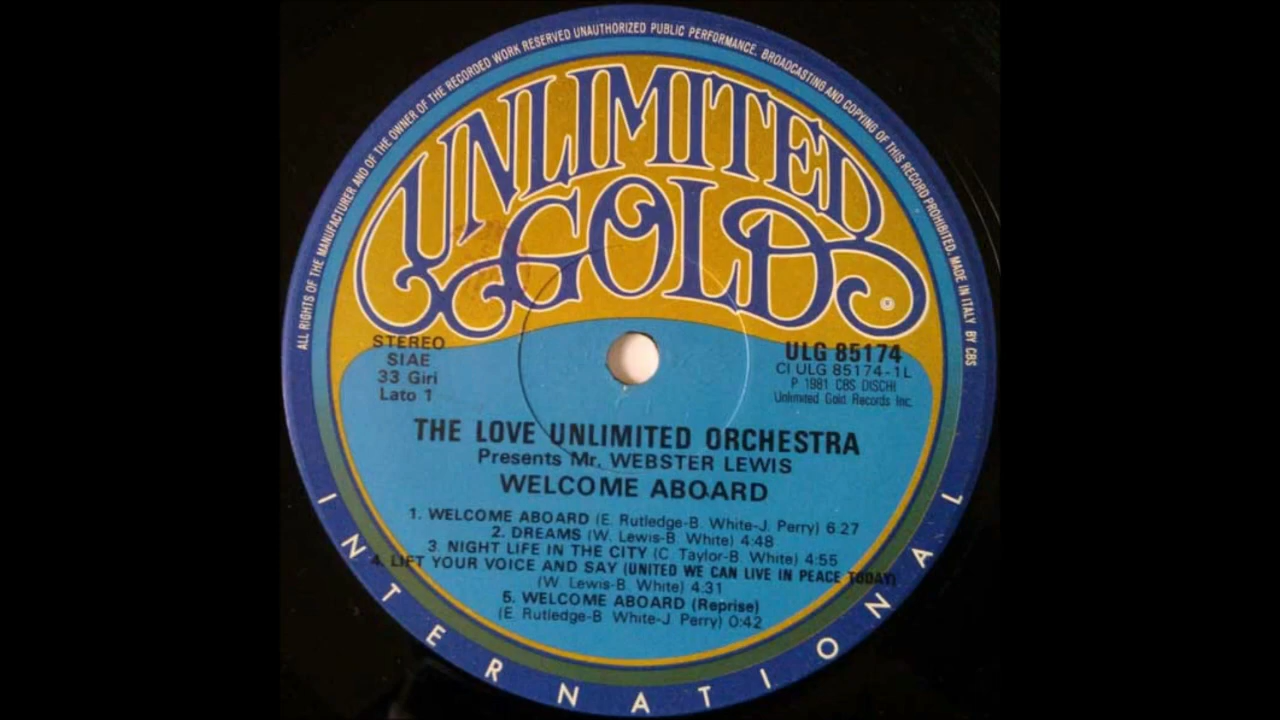 ALL RIGHTS OF THE MANUFACTURER AND OF THE OWNER OF THE RECORDED WORK RESERVED UNAUTHORIZED PUBLIC PERFORMANCE, BROADCASTING AND COPYING OF THIS RECORD PROHIBITED. MADE IN ITALY BY CBS
UNLIMITED
GOLD
STEREO
SIAE
33 Giri
Lato 1
ULG 85174
CI ULG 85174-1L
P 1981 CBS DISCHI
Unlimited Gold Records Inc.
THE LOVE UNLIMITED ORCHESTRA
Presents Mr. WEBSTER LEWIS
WELCOME ABOARD
1. WELCOME ABOARD (E. Rutledge-B. White-J. Perry) 6.27
2. DREAMS (W. Lewis-B. White) 4:48
3. NIGHT LIFE IN THE CITY (C. Taylor-B. White) 4:55
4. LIFT YOUR VOICE AND SAY (UNITED WE CAN LIVE IN PEACE TODAY)
(W. Lewis-B. White) 4.31
5. WELCOME ABOARD (Reprise)
(E. Rutledge-B. White-J. Perry) 0:42
INTERNATIONAL